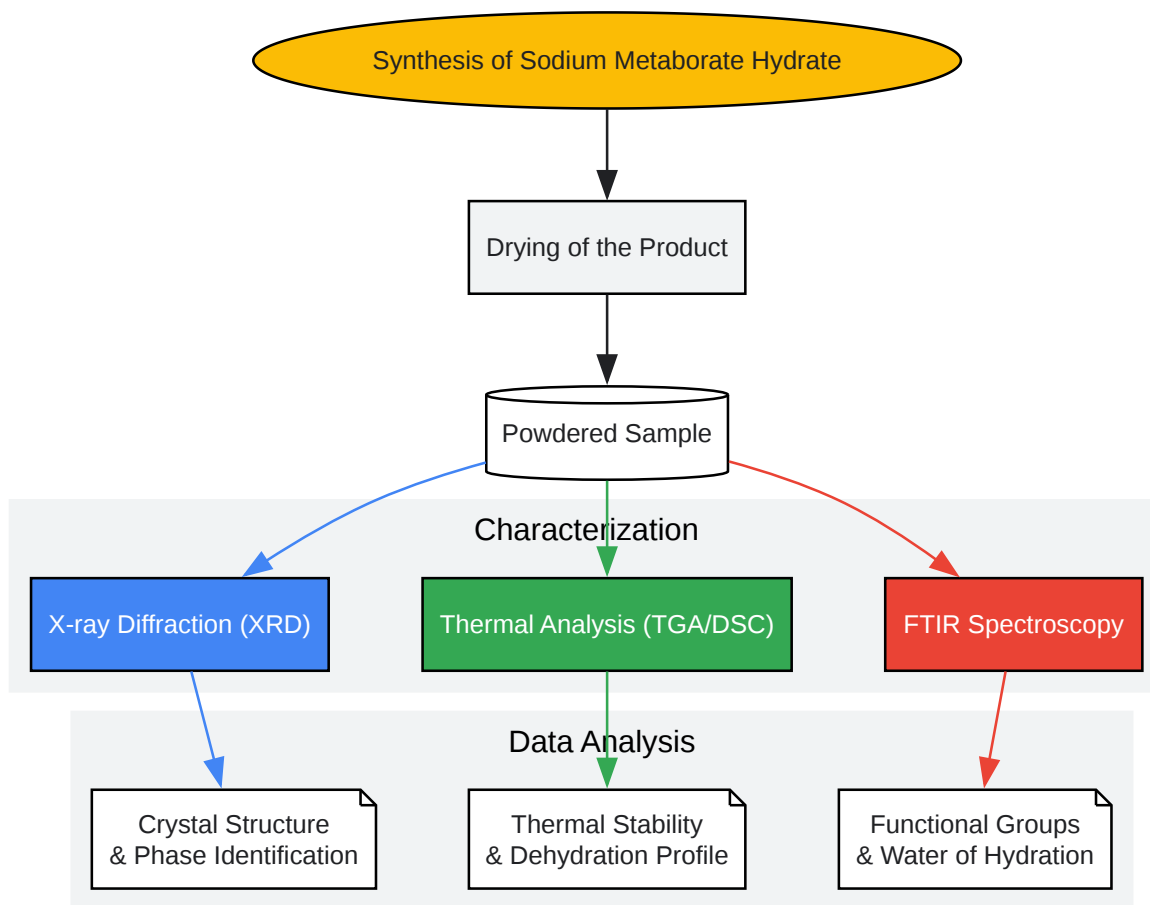 Synthesis of Sodium Metaborate Hydrate
Drying of the Product
Powdered Sample
Characterization
X-ray Diffraction (XRD)
Thermal Analysis (TGA/DSC)
FTIR Spectroscopy
Data Analysis
Crystal Structure
& Phase Identification
Thermal Stability
& Dehydration Profile
Functional Groups
& Water of Hydration